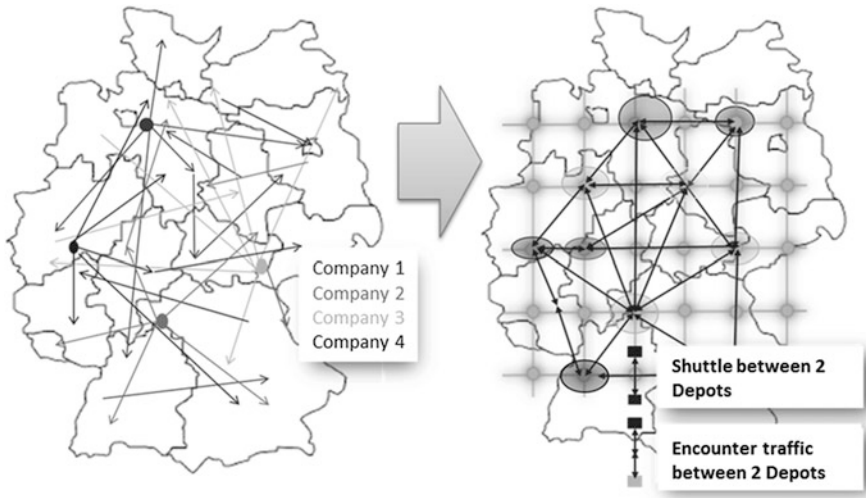 Company 1
Company 2
Company 3
Company 4
Shuttle between 2
Depots
Encounter traffic
between 2 Depots